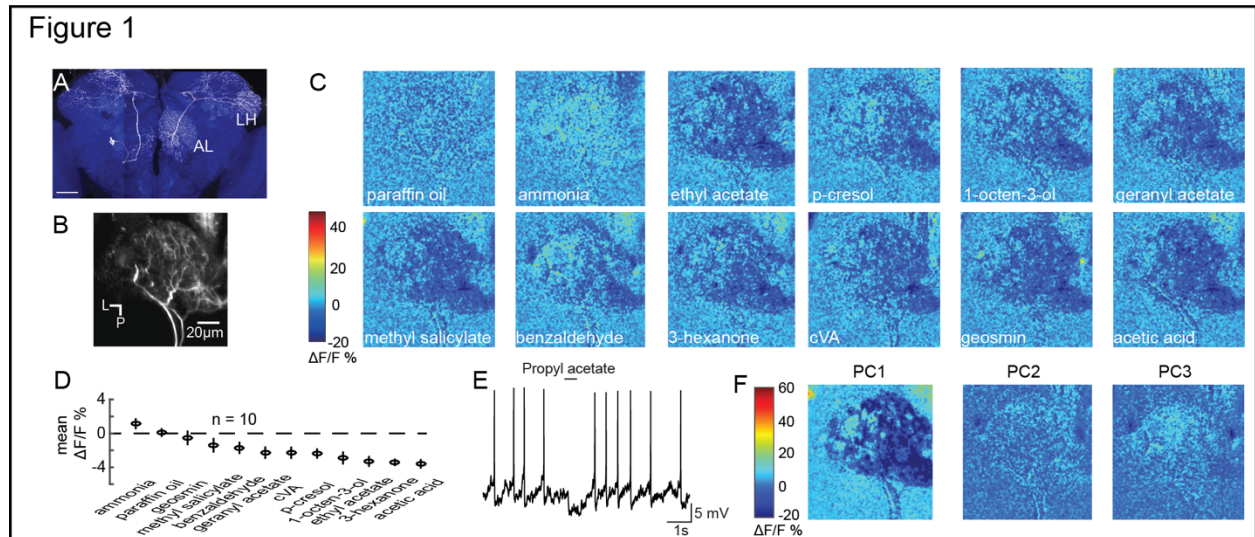 Figure 1
A
LH
AL
B
L
P
20µm
C
paraffin oil
ammonia
ethyl acetate
p-cresol
1-octen-3-ol
geranyl acetate
methyl salicylate
benzaldehyde
3-hexanone
cVA
geosmin
acetic acid
40
20
0
-20
ΔF/F %
D
mean
ΔF/F %
4
0
-4
n = 10
ammonia
paraffin oil
geosmin
methyl salicylate
benzaldehyde
geranyl acetate
cVA
p-cresol
1-octen-3-ol
ethyl acetate
3-hexanone
acetic acid
E
Propyl acetate
5 mV
1s
F
60
40
20
0
-20
ΔF/F %
PC1
PC2
PC3